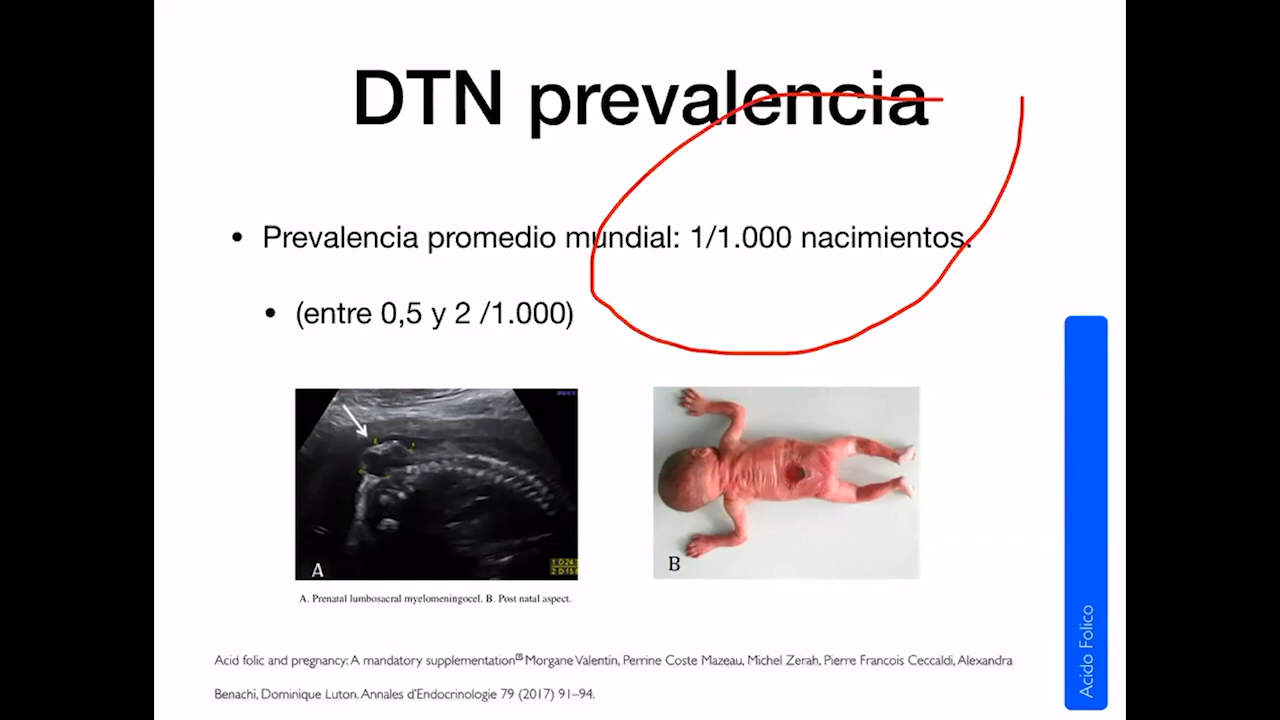 DTN prevalencia
• Prevalencia promedio mundial: 1/1.000 nacimientos.
• (entre 0,5 y 2 /1.000)
A
B
A. Prenatal lumbosacral myelomeningocel. B. Post natal aspect.
Acid folic and pregnancy: A mandatory supplementation Morgane Valentin, Perrine Coste Mazeau, Michel Zerah, Pierre Francois Ceccaldi, Alexandra
Benachi, Dominique Luton. Annales d'Endocrinologie 79 (2017) 91–94.
Acido Folico